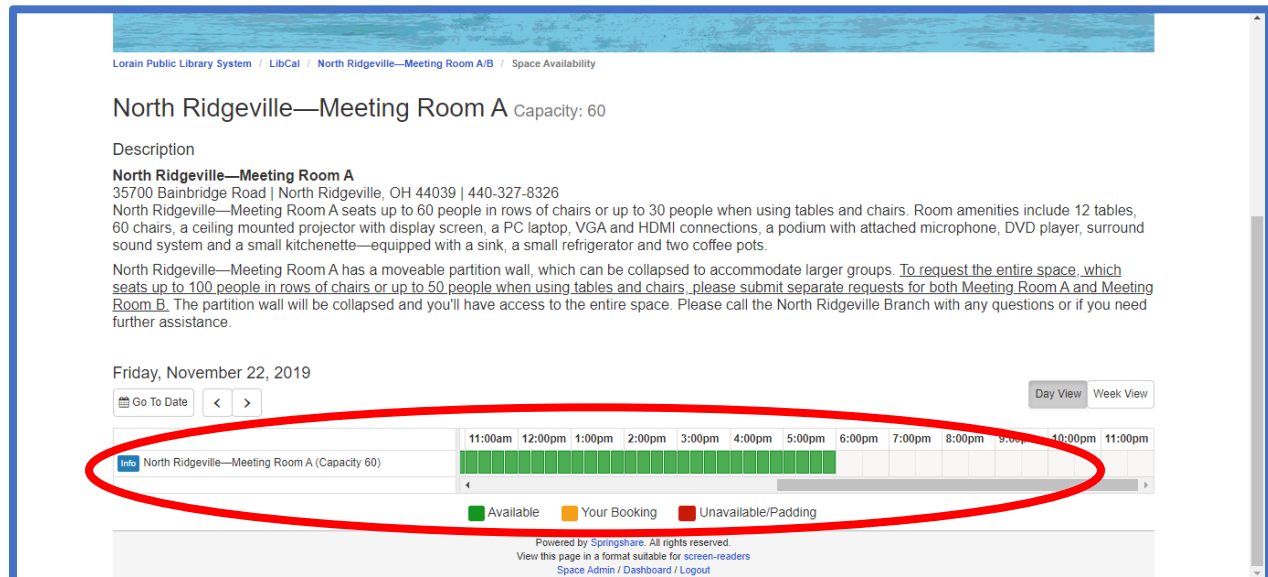 Lorain Public Library System / LibCal / North Ridgeville—Meeting Room A/B / Space Availability
North Ridgeville—Meeting Room A Capacity: 60
Description
North Ridgeville—Meeting Room A
35700 Bainbridge Road | North Ridgeville, OH 44039 | 440-327-8326
North Ridgeville—Meeting Room A seats up to 60 people in rows of chairs or up to 30 people when using tables and chairs. Room amenities include 12 tables,
60 chairs, a ceiling mounted projector with display screen, a PC laptop, VGA and HDMI connections, a podium with attached microphone, DVD player, surround
sound system and a small kitchenette—equipped with a sink, a small refrigerator and two coffee pots.
North Ridgeville—Meeting Room A has a moveable partition wall, which can be collapsed to accommodate larger groups. To request the entire space, which
seats up to 100 people in rows of chairs or up to 50 people when using tables and chairs, please submit separate requests for both Meeting Room A and Meeting
Room B. The partition wall will be collapsed and you'll have access to the entire space. Please call the North Ridgeville Branch with any questions or if you need
further assistance.
Friday, November 22, 2019
Go To Date
Day View Week View
11:00am 12:00pm 1:00pm 2:00pm 3:00pm 4:00pm 5:00pm 6:00pm 7:00pm 8:00pm 9:00pm 10:00pm 11:00pm
Info North Ridgeville—Meeting Room A (Capacity 60)
Available Your Booking Unavailable/Padding
Powered by Springshare. All rights reserved.
View this page in a format suitable for screen-readers
Space Admin / Dashboard / Logout